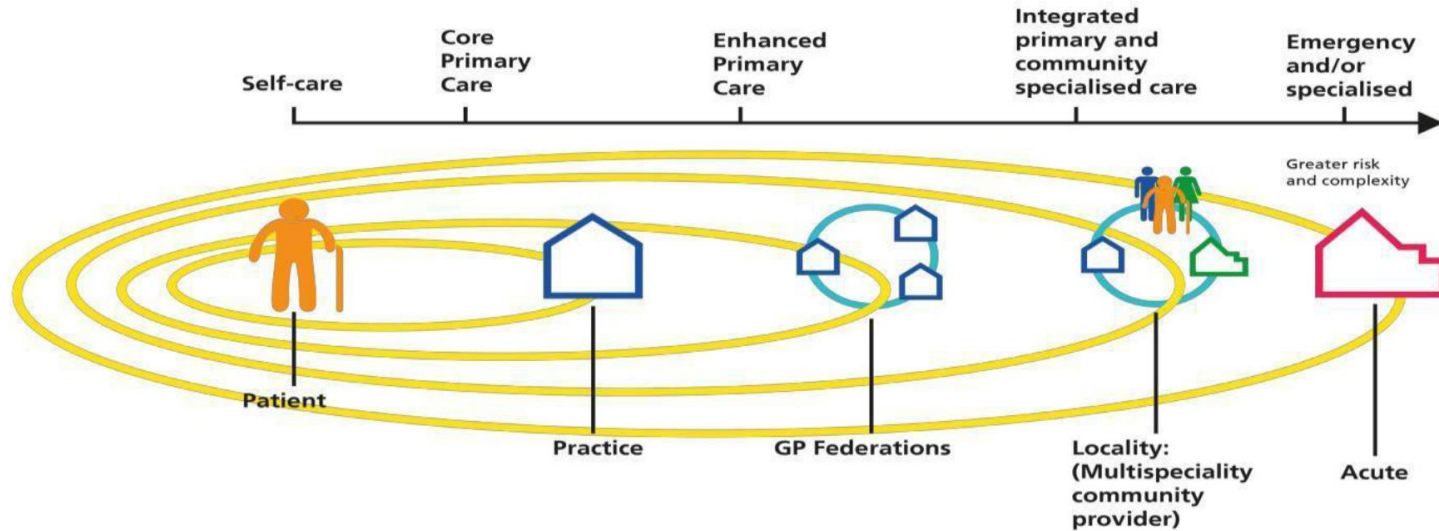 Self-care
Core
Primary
Care
Enhanced
Primary
Care
Integrated
primary and
community
specialised care
Emergency
and/or
specialised
Greater risk
and complexity
Patient
Practice
GP Federations
Locality:
(Multispeciality
community
provider)
Acute